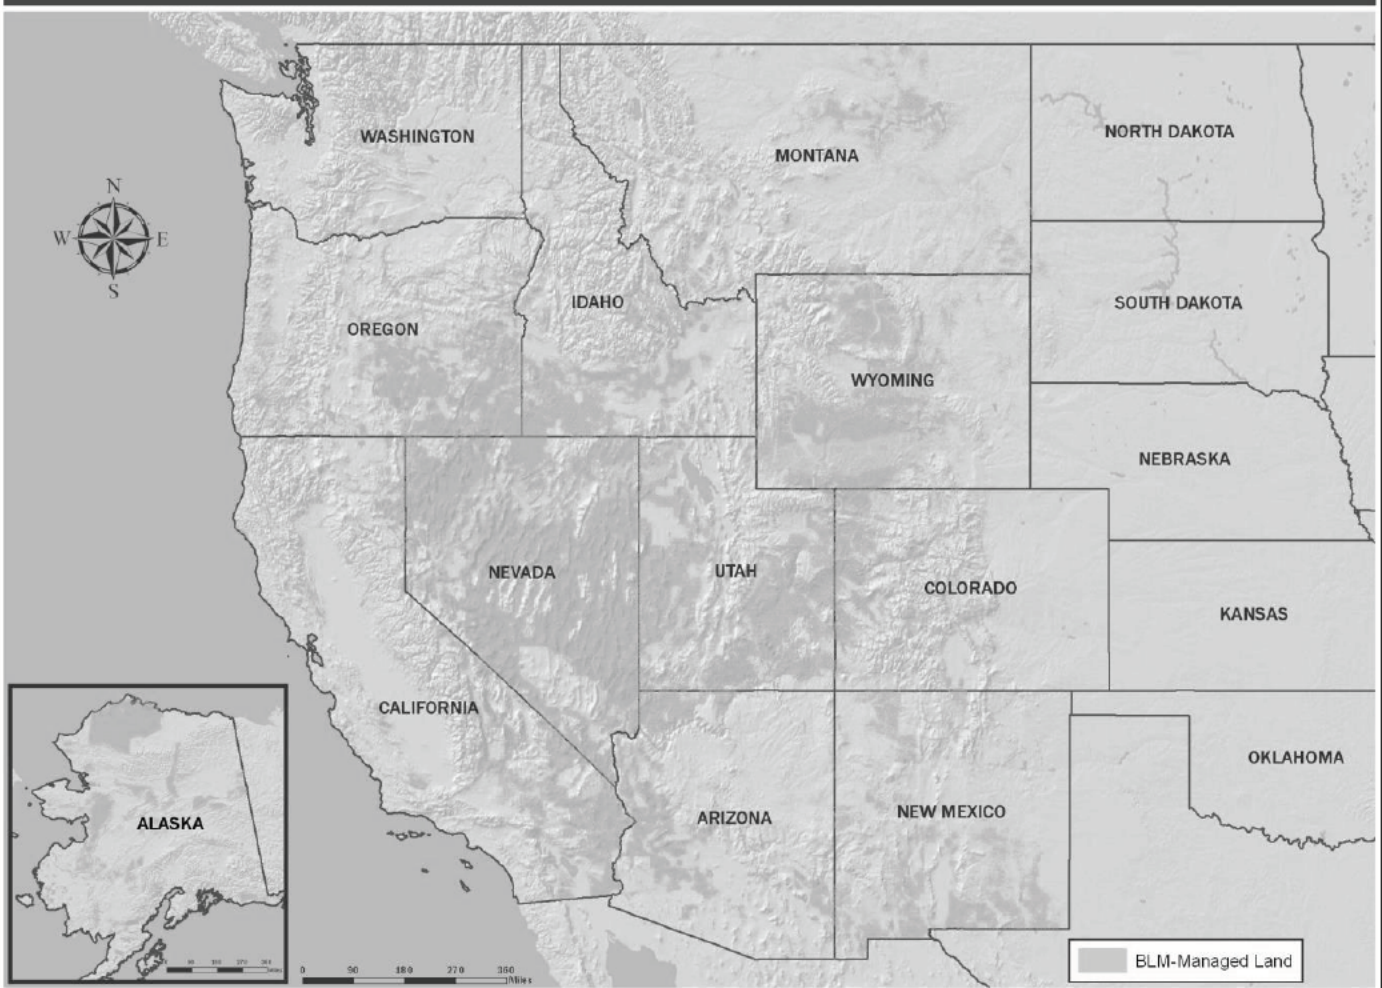 WASHINGTON
MONTANA
NORTH DAKOTA
N
W E
S
IDAHO
SOUTH DAKOTA
OREGON
WYOMING
NEBRASKA
NEVADA
UTAH
COLORADO
KANSAS
CALIFORNIA
OKLAHOMA
ARIZONA
NEW MEXICO
ALASKA
BLM-Managed Land
0 90 180 270 360
Miles